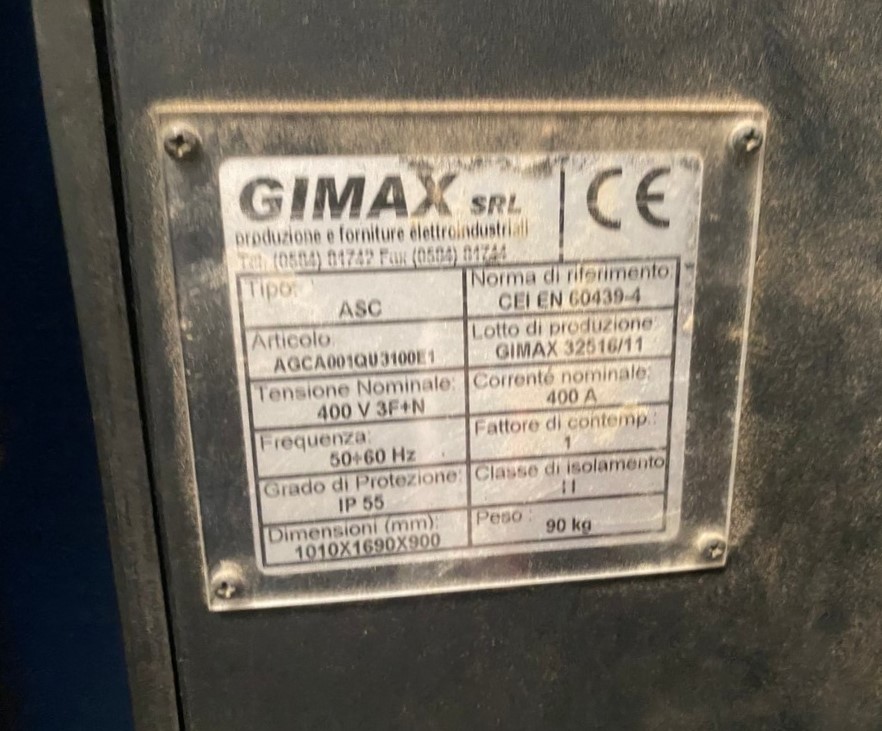 GIMAX SRL
CE
produzione e forniture elettroindustriali
Tel. (0584) 81742 Fax (0584) 81744
Tipo:
ASC
Norma di riferimento
CEI EN 60439-4
Articolo
AGCA001QU3100E1
Lotto di produzione:
GIMAX 32516/11
Tensione Nominale:
400 V 3F+N
Corrente nominale:
400 A
Frequenza:
50÷60 Hz
Fattore di contemp.:
1
Grado di Protezione:
IP 55
Classe di isolamento
II
Dimensioni (mm):
1010X1690X900
Peso :
90 kg